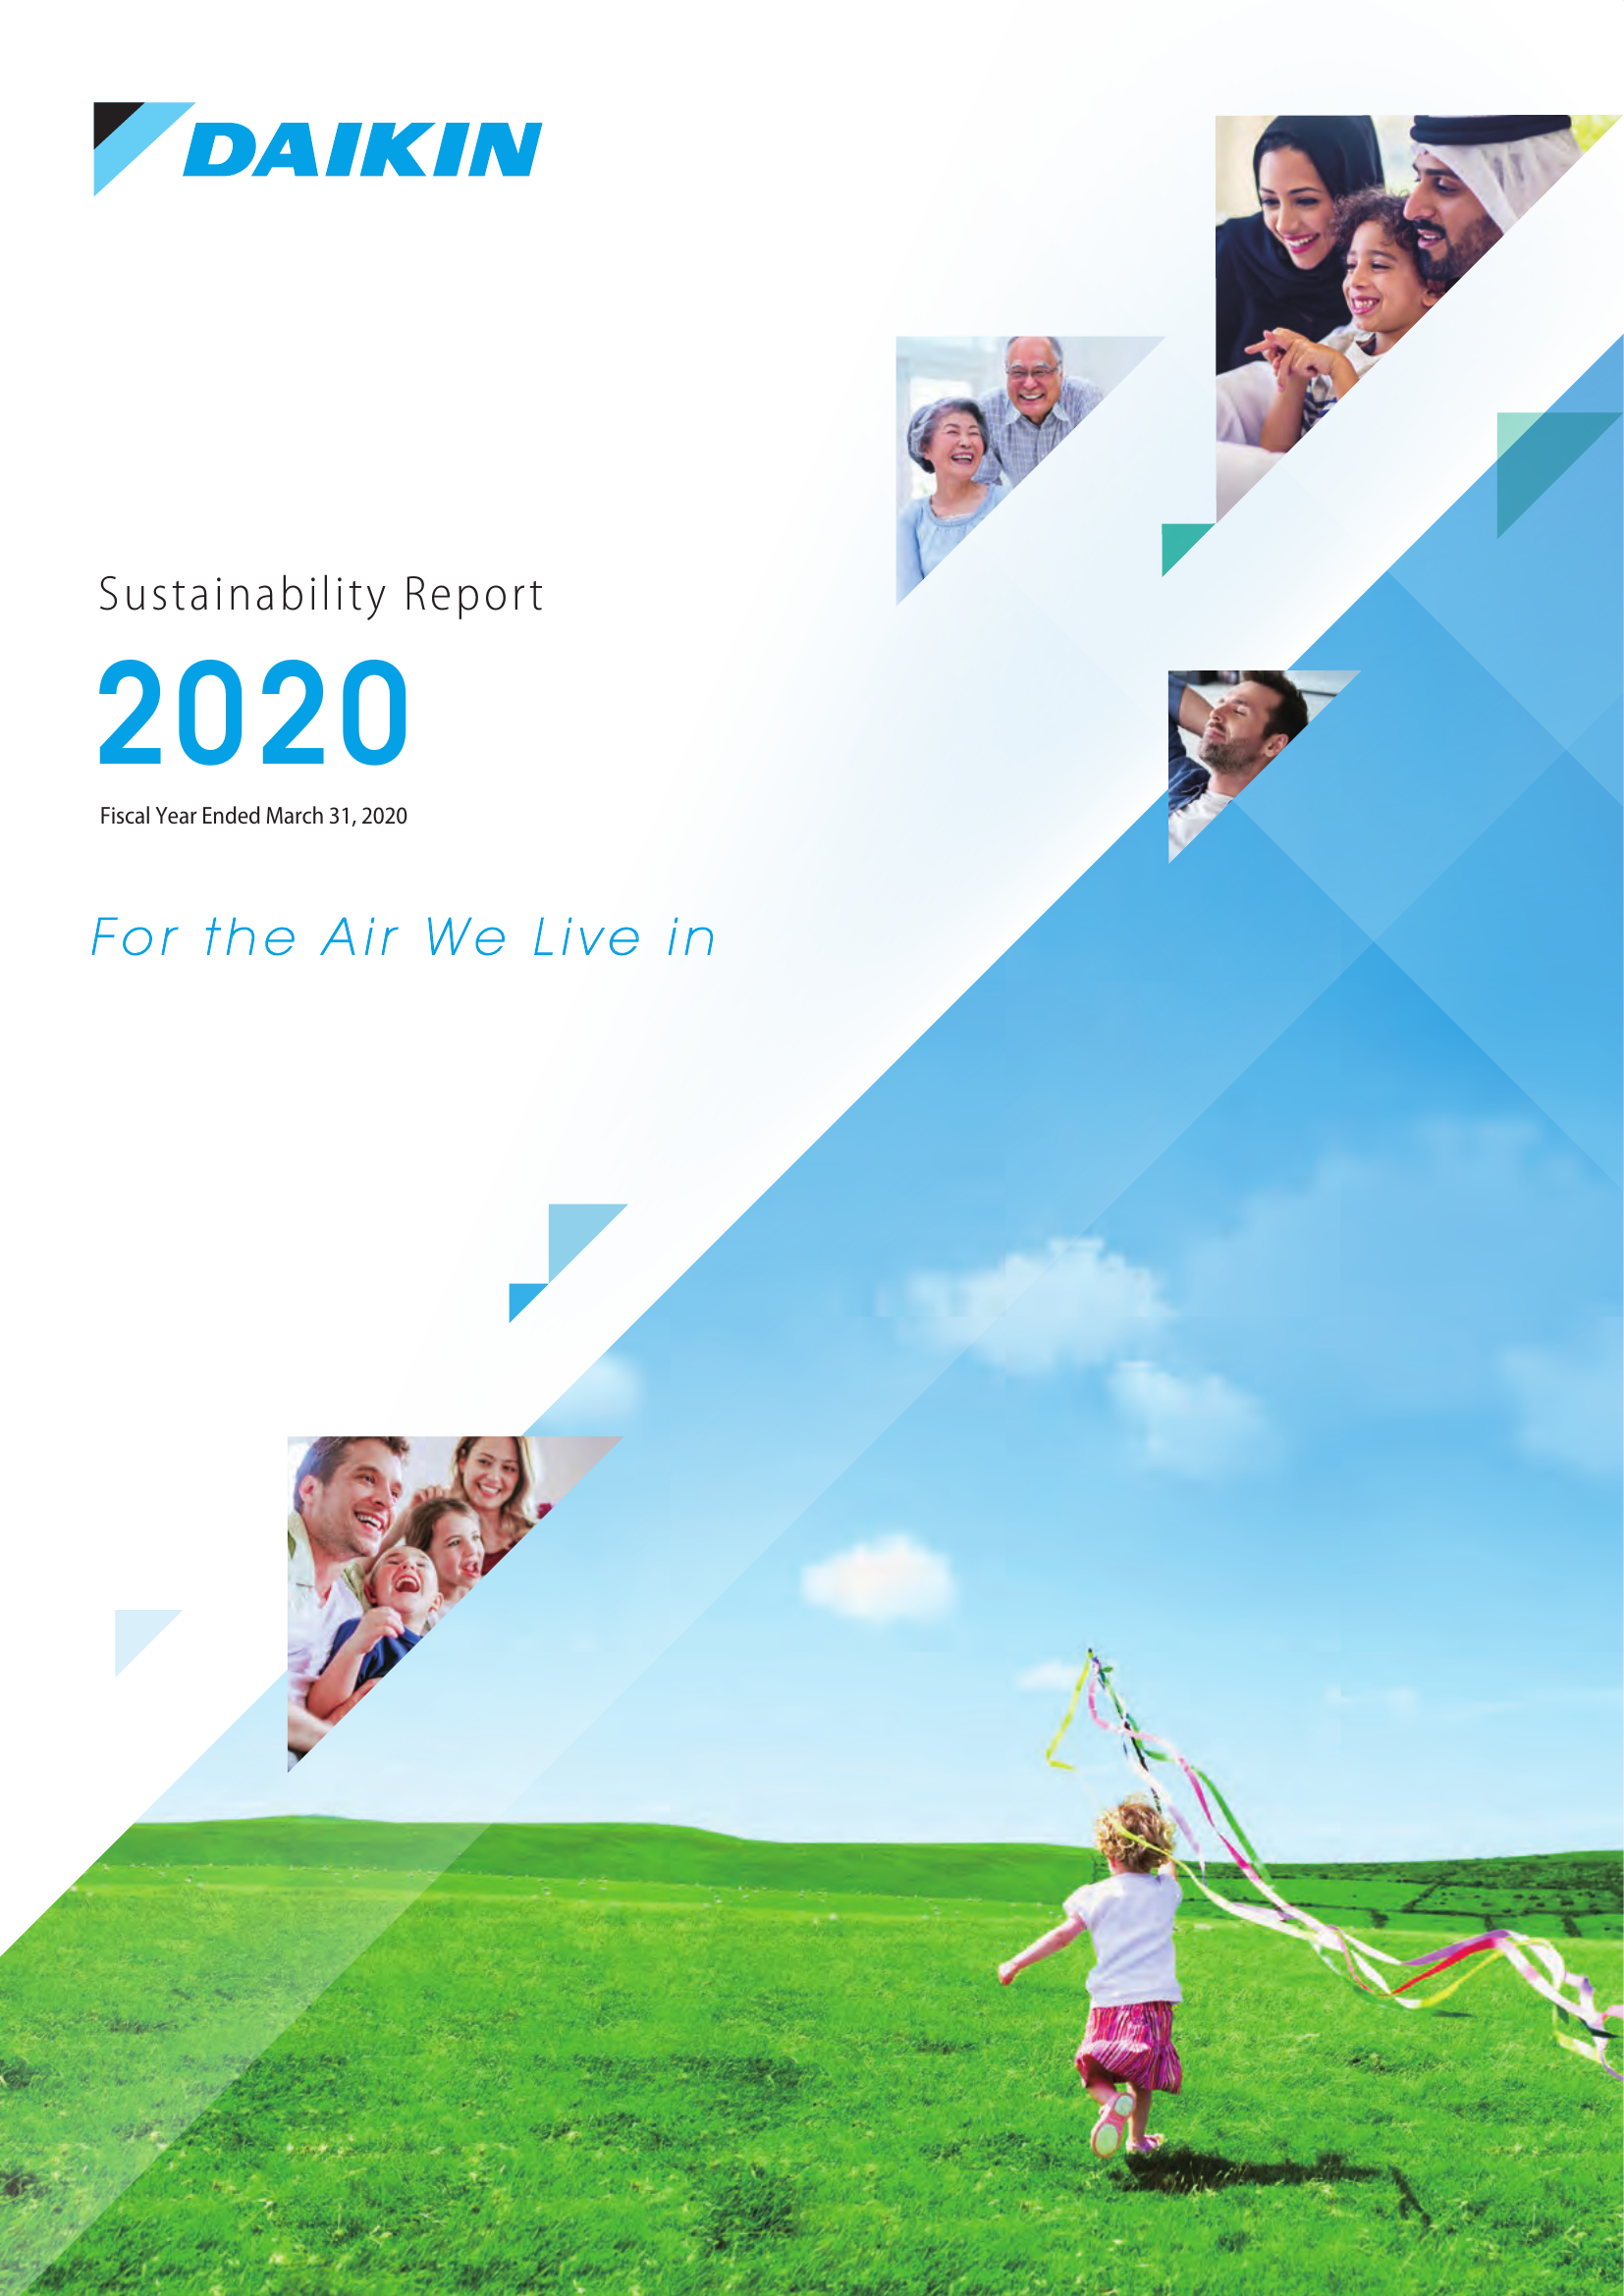 DAIKIN
Sustainability Report
2020
Fiscal Year Ended March 31, 2020
For the Air We Live in